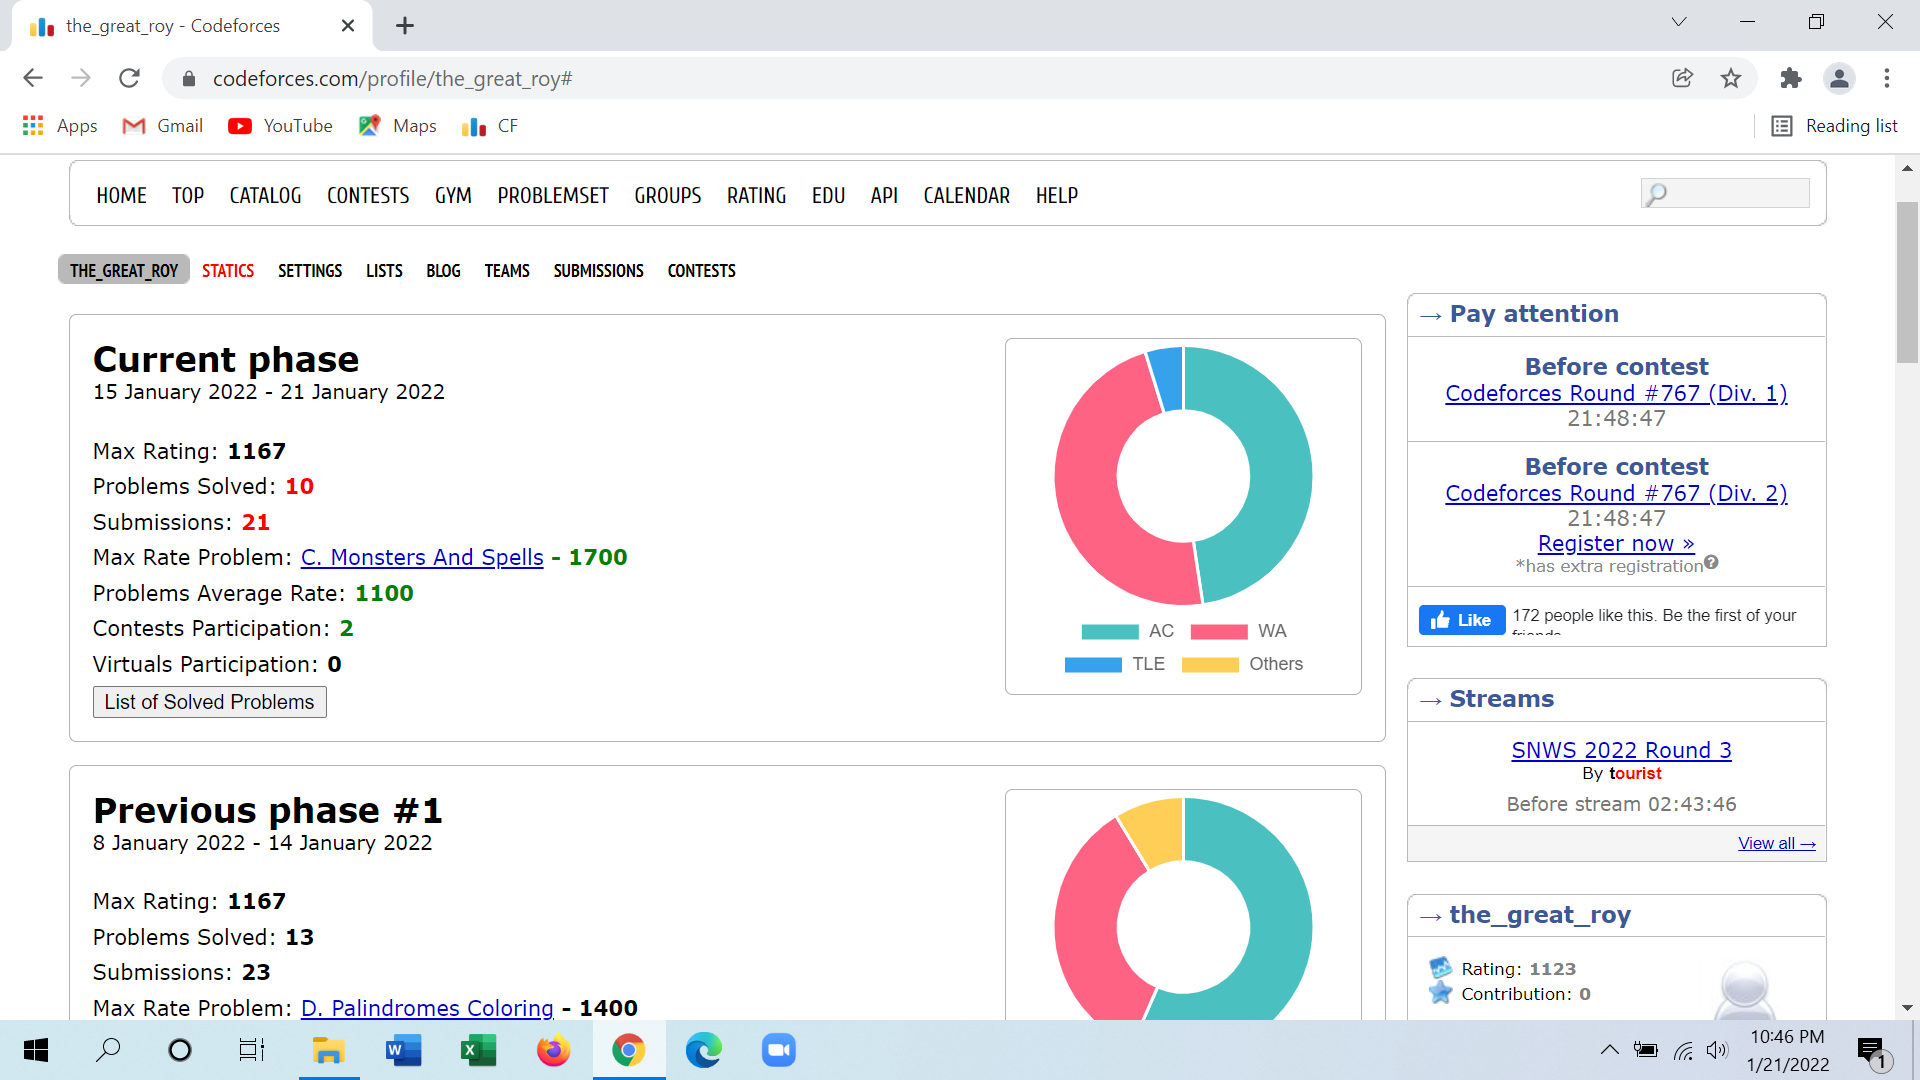 the_great_roy - Codeforces
codeforces.com/profile/the_great_roy#
Apps Gmail YouTube Maps CF Reading list
HOME TOP CATALOG CONTESTS GYM PROBLEMSET GROUPS RATING EDU API CALENDAR HELP
THE_GREAT_ROY STATICS SETTINGS LISTS BLOG TEAMS SUBMISSIONS CONTESTS
Current phase
15 January 2022 - 21 January 2022
Max Rating: 1167
Problems Solved: 10
Submissions: 21
Max Rate Problem: C. Monsters And Spells - 1700
Problems Average Rate: 1100
Contests Participation: 2
Virtuals Participation: 0
List of Solved Problems
AC WA
TLE Others
Previous phase #1
8 January 2022 - 14 January 2022
Max Rating: 1167
Problems Solved: 13
Submissions: 23
Max Rate Problem: D. Palindromes Coloring - 1400
→ Pay attention
Before contest
Codeforces Round #767 (Div. 1)
21:48:47
Before contest
Codeforces Round #767 (Div. 2)
21:48:47
Register now »
*has extra registration?
Like 172 people like this. Be the first of your
friends.
→ Streams
SNWS 2022 Round 3
By tourist
Before stream 02:43:46
View all →
→ the_great_roy
Rating: 1123
Contribution: 0
10:46 PM
1/21/2022
1